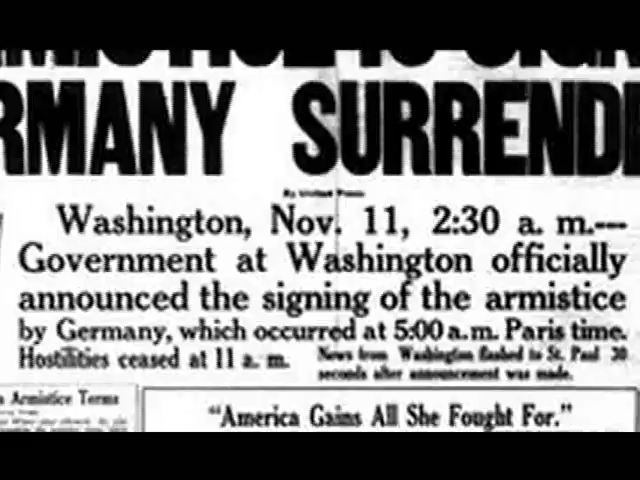 RMANY SURREND
By United Press
Washington, Nov. 11, 2:30 a. m.--
Government at Washington officially
announced the signing of the armistice
by Germany, which occurred at 5:00 a.m. Paris time.
Hostilities ceased at 11 a. m.
News from Washington flashed to St. Paul 30
seconds after announcement was made.
Armistice Terms
"America Gains All She Fought For."